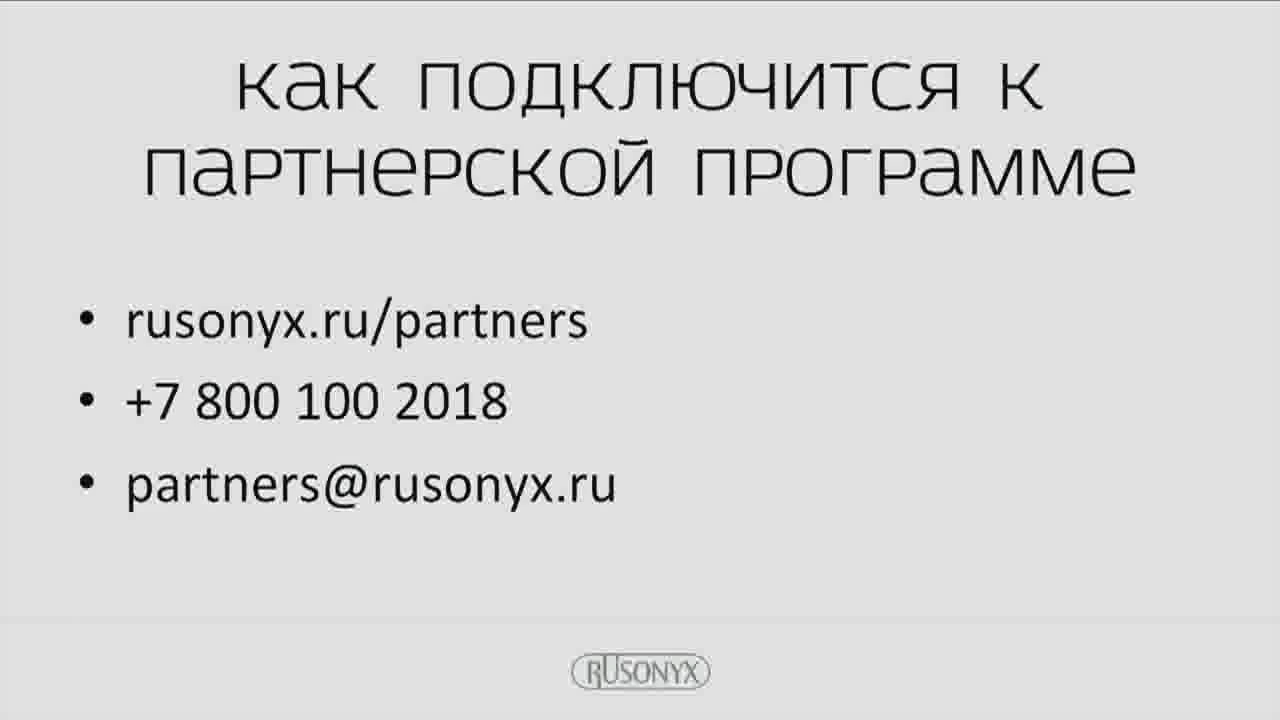 как подключится к
партнерской программе
• rusonyx.ru/partners
• +7 800 100 2018
• partners@rusonyx.ru
RUSONYX